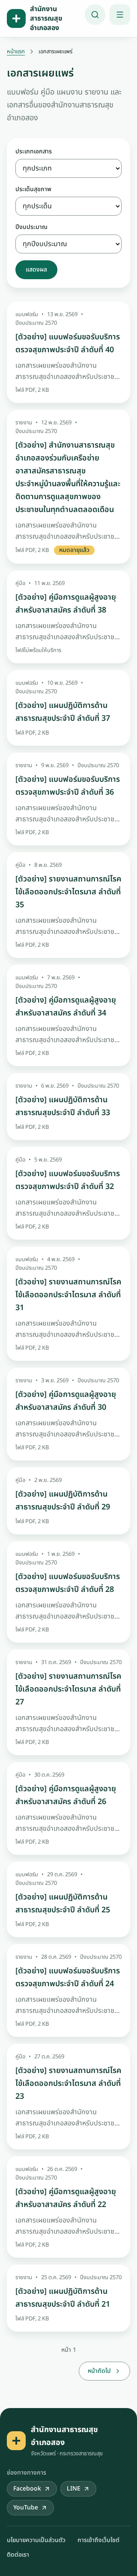 สำนักงาน
สาธารณสุข
อำเภอสอง
หน้าแรก › เอกสารเผยแพร่
เอกสารเผยแพร่
แบบฟอร์ม คู่มือ แผนงาน รายงาน และ
เอกสารอื่นของสำนักงานสาธารณสุข
อำเภอสอง
ประเภทเอกสาร
ทุกประเภท
ประเด็นสุขภาพ
ทุกประเด็น
ปีงบประมาณ
ทุกปีงบประมาณ
แสดงผล
แบบฟอร์ม • 13 พ.ย. 2569 •
ปีงบประมาณ 2570
[ตัวอย่าง] แบบฟอร์มขอรับบริการ
ตรวจสุขภาพประจำปี ลำดับที่ 40
เอกสารเผยแพร่ของสำนักงาน
สาธารณสุขอำเภอสองสำหรับประชา...
ไฟล์ PDF, 2 KB
รายงาน • 12 พ.ย. 2569 •
ปีงบประมาณ 2570
[ตัวอย่าง] สำนักงานสาธารณสุข
อำเภอสองร่วมกับเครือข่าย
อาสาสมัครสาธารณสุข
ประจำหมู่บ้านลงพื้นที่ให้ความรู้และ
ติดตามการดูแลสุขภาพของ
ประชาชนในทุกตำบลตลอดเดือน
เอกสารเผยแพร่ของสำนักงาน
สาธารณสุขอำเภอสองสำหรับประชา...
ไฟล์ PDF, 2 KB หมดอายุแล้ว
คู่มือ • 11 พ.ย. 2569
[ตัวอย่าง] คู่มือการดูแลผู้สูงอายุ
สำหรับอาสาสมัคร ลำดับที่ 38
เอกสารเผยแพร่ของสำนักงาน
สาธารณสุขอำเภอสองสำหรับประชา...
ไฟล์ไม่พร้อมให้บริการ
แบบฟอร์ม • 10 พ.ย. 2569 •
ปีงบประมาณ 2570
[ตัวอย่าง] แผนปฏิบัติการด้าน
สาธารณสุขประจำปี ลำดับที่ 37
ไฟล์ PDF, 2 KB
รายงาน • 9 พ.ย. 2569 • ปีงบประมาณ 2570
[ตัวอย่าง] แบบฟอร์มขอรับบริการ
ตรวจสุขภาพประจำปี ลำดับที่ 36
เอกสารเผยแพร่ของสำนักงาน
สาธารณสุขอำเภอสองสำหรับประชา...
ไฟล์ PDF, 2 KB
คู่มือ • 8 พ.ย. 2569
[ตัวอย่าง] รายงานสถานการณ์โรค
ไข้เลือดออกประจำไตรมาส ลำดับที่
35
เอกสารเผยแพร่ของสำนักงาน
สาธารณสุขอำเภอสองสำหรับประชา...
ไฟล์ PDF, 2 KB
แบบฟอร์ม • 7 พ.ย. 2569 •
ปีงบประมาณ 2570
[ตัวอย่าง] คู่มือการดูแลผู้สูงอายุ
สำหรับอาสาสมัคร ลำดับที่ 34
เอกสารเผยแพร่ของสำนักงาน
สาธารณสุขอำเภอสองสำหรับประชา...
ไฟล์ PDF, 2 KB
รายงาน • 6 พ.ย. 2569 • ปีงบประมาณ 2570
[ตัวอย่าง] แผนปฏิบัติการด้าน
สาธารณสุขประจำปี ลำดับที่ 33
ไฟล์ PDF, 2 KB
คู่มือ • 5 พ.ย. 2569
[ตัวอย่าง] แบบฟอร์มขอรับบริการ
ตรวจสุขภาพประจำปี ลำดับที่ 32
เอกสารเผยแพร่ของสำนักงาน
สาธารณสุขอำเภอสองสำหรับประชา...
ไฟล์ PDF, 2 KB
แบบฟอร์ม • 4 พ.ย. 2569 •
ปีงบประมาณ 2570
[ตัวอย่าง] รายงานสถานการณ์โรค
ไข้เลือดออกประจำไตรมาส ลำดับที่
31
เอกสารเผยแพร่ของสำนักงาน
สาธารณสุขอำเภอสองสำหรับประชา...
ไฟล์ PDF, 2 KB
รายงาน • 3 พ.ย. 2569 • ปีงบประมาณ 2570
[ตัวอย่าง] คู่มือการดูแลผู้สูงอายุ
สำหรับอาสาสมัคร ลำดับที่ 30
เอกสารเผยแพร่ของสำนักงาน
สาธารณสุขอำเภอสองสำหรับประชา...
ไฟล์ PDF, 2 KB
คู่มือ • 2 พ.ย. 2569
[ตัวอย่าง] แผนปฏิบัติการด้าน
สาธารณสุขประจำปี ลำดับที่ 29
ไฟล์ PDF, 2 KB
แบบฟอร์ม • 1 พ.ย. 2569 •
ปีงบประมาณ 2570
[ตัวอย่าง] แบบฟอร์มขอรับบริการ
ตรวจสุขภาพประจำปี ลำดับที่ 28
เอกสารเผยแพร่ของสำนักงาน
สาธารณสุขอำเภอสองสำหรับประชา...
ไฟล์ PDF, 2 KB
รายงาน • 31 ต.ค. 2569 • ปีงบประมาณ 2570
[ตัวอย่าง] รายงานสถานการณ์โรค
ไข้เลือดออกประจำไตรมาส ลำดับที่
27
เอกสารเผยแพร่ของสำนักงาน
สาธารณสุขอำเภอสองสำหรับประชา...
ไฟล์ PDF, 2 KB
คู่มือ • 30 ต.ค. 2569
[ตัวอย่าง] คู่มือการดูแลผู้สูงอายุ
สำหรับอาสาสมัคร ลำดับที่ 26
เอกสารเผยแพร่ของสำนักงาน
สาธารณสุขอำเภอสองสำหรับประชา...
ไฟล์ PDF, 2 KB
แบบฟอร์ม • 29 ต.ค. 2569 •
ปีงบประมาณ 2570
[ตัวอย่าง] แผนปฏิบัติการด้าน
สาธารณสุขประจำปี ลำดับที่ 25
ไฟล์ PDF, 2 KB
รายงาน • 28 ต.ค. 2569 • ปีงบประมาณ 2570
[ตัวอย่าง] แบบฟอร์มขอรับบริการ
ตรวจสุขภาพประจำปี ลำดับที่ 24
เอกสารเผยแพร่ของสำนักงาน
สาธารณสุขอำเภอสองสำหรับประชา...
ไฟล์ PDF, 2 KB
คู่มือ • 27 ต.ค. 2569
[ตัวอย่าง] รายงานสถานการณ์โรค
ไข้เลือดออกประจำไตรมาส ลำดับที่
23
เอกสารเผยแพร่ของสำนักงาน
สาธารณสุขอำเภอสองสำหรับประชา...
ไฟล์ PDF, 2 KB
แบบฟอร์ม • 26 ต.ค. 2569 •
ปีงบประมาณ 2570
[ตัวอย่าง] คู่มือการดูแลผู้สูงอายุ
สำหรับอาสาสมัคร ลำดับที่ 22
เอกสารเผยแพร่ของสำนักงาน
สาธารณสุขอำเภอสองสำหรับประชา...
ไฟล์ PDF, 2 KB
รายงาน • 25 ต.ค. 2569 • ปีงบประมาณ 2570
[ตัวอย่าง] แผนปฏิบัติการด้าน
สาธารณสุขประจำปี ลำดับที่ 21
ไฟล์ PDF, 2 KB
หน้า 1
หน้าถัดไป
สำนักงานสาธารณสุข
อำเภอสอง
จังหวัดแพร่ · กระทรวงสาธารณสุข
ช่องทางทางการ
Facebook
LINE
YouTube
นโยบายความเป็นส่วนตัว การเข้าถึงเว็บไซต์
ติดต่อเรา